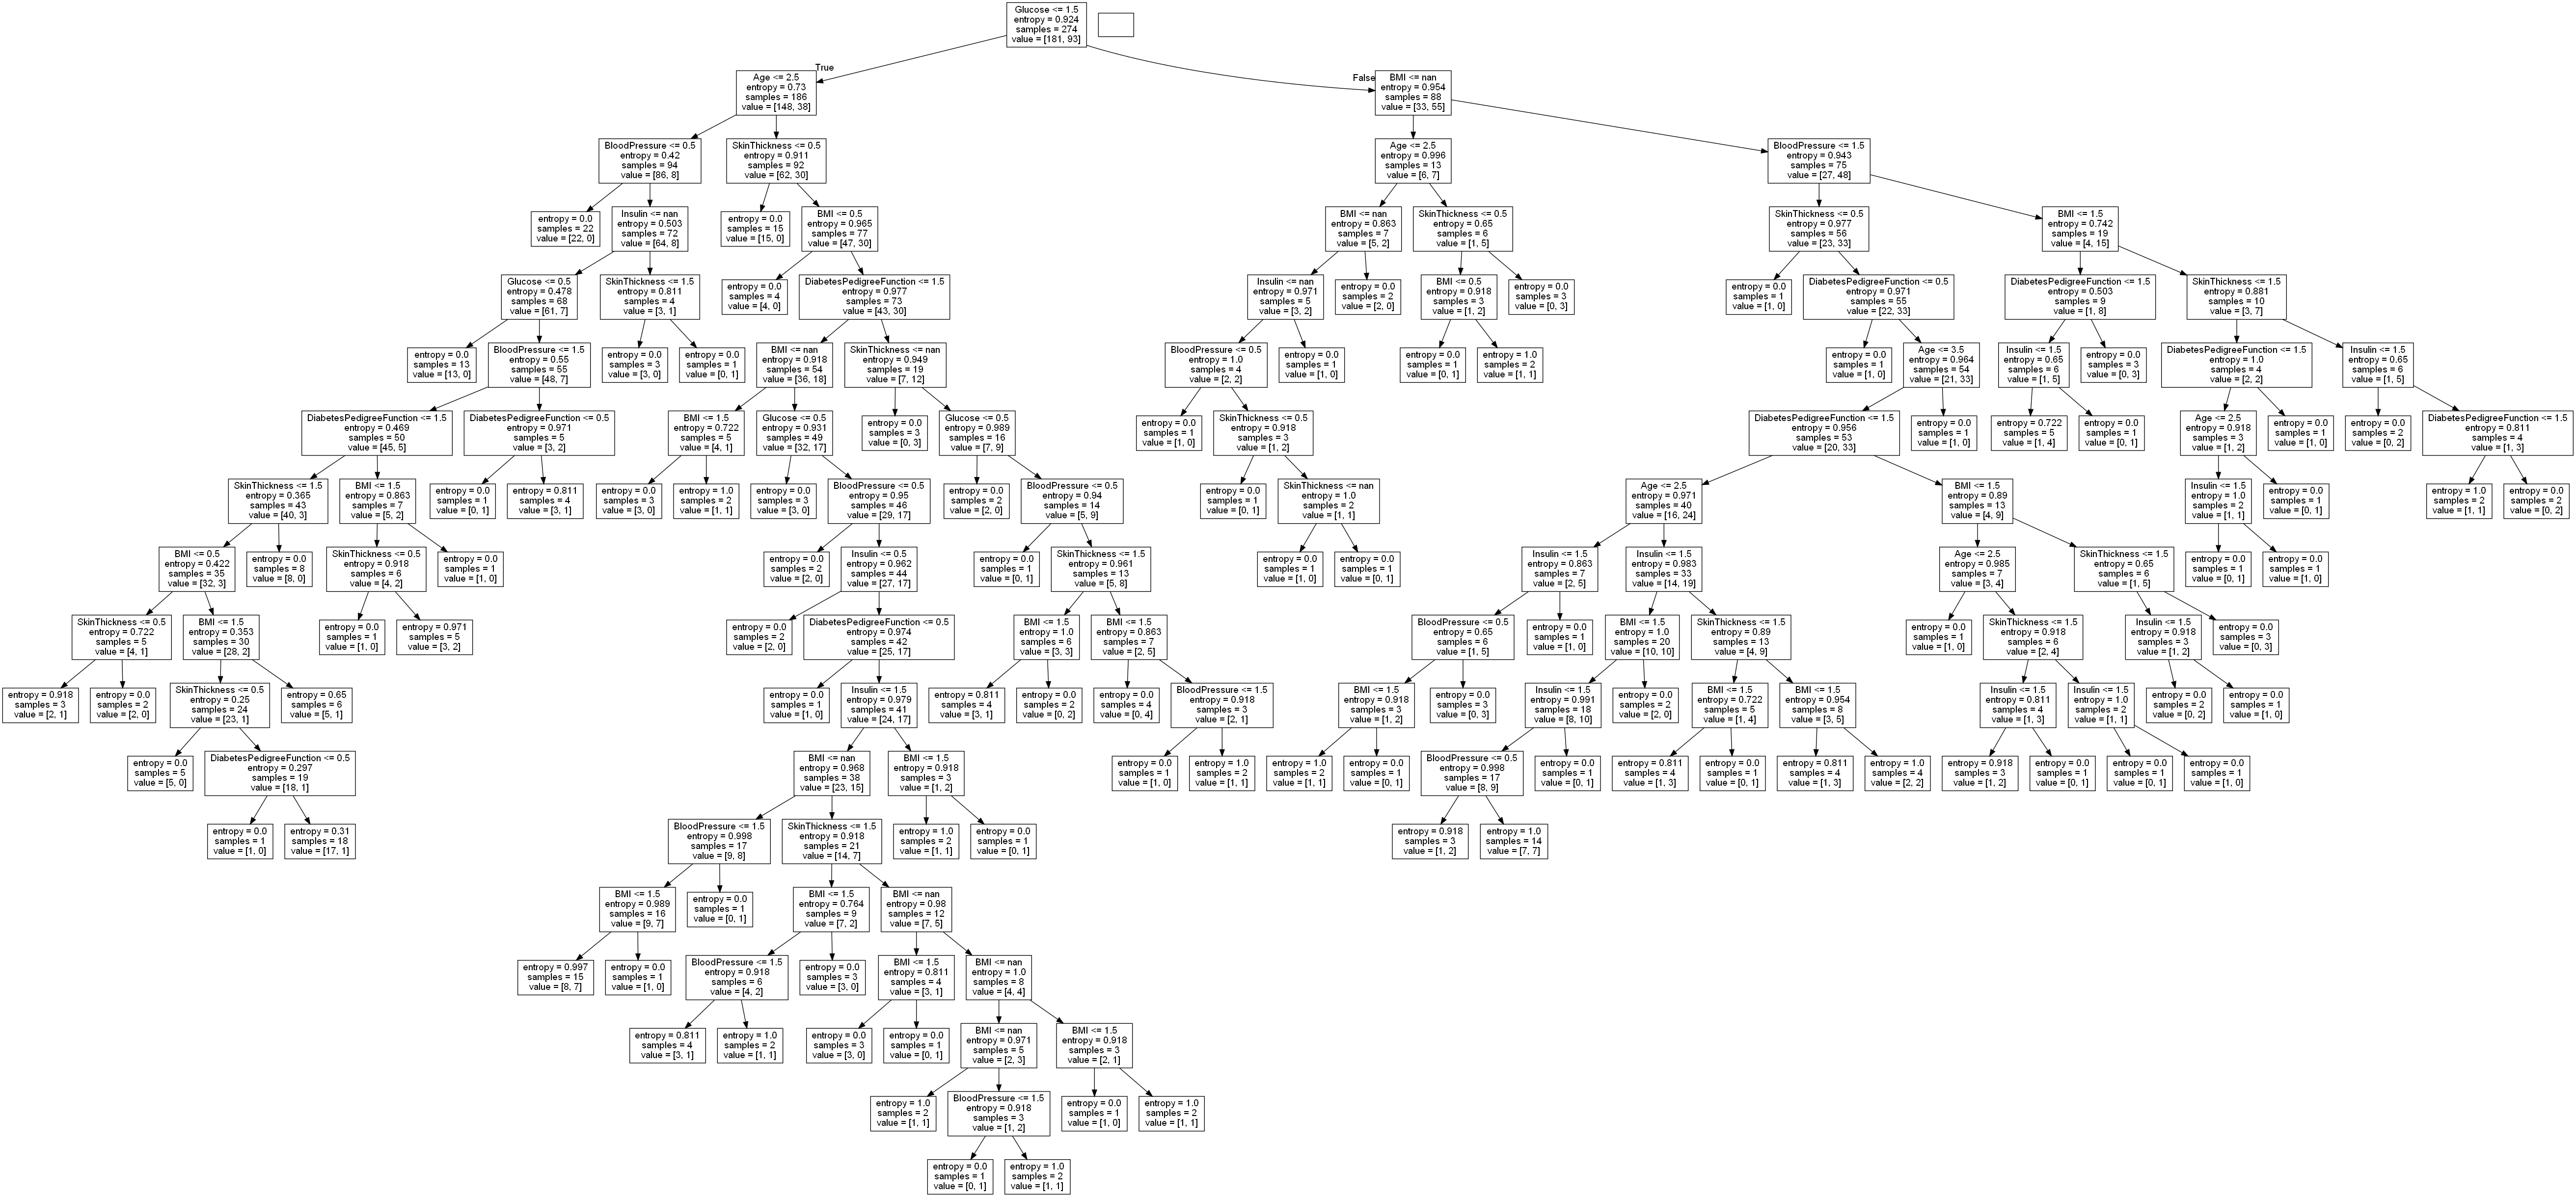 Glucose <= 1.5
entropy = 0.924
samples = 274
value = [181, 93]
True
False
Age <= 2.5
entropy = 0.73
samples = 186
value = [148, 38]
BMI <= nan
entropy = 0.954
samples = 88
value = [33, 55]
BloodPressure <= 0.5
entropy = 0.42
samples = 94
value = [86, 8]
SkinThickness <= 0.5
entropy = 0.911
samples = 92
value = [62, 30]
Age <= 2.5
entropy = 0.996
samples = 13
value = [6, 7]
BloodPressure <= 1.5
entropy = 0.943
samples = 75
value = [27, 48]
entropy = 0.0
samples = 22
value = [22, 0]
Insulin <= nan
entropy = 0.503
samples = 72
value = [64, 8]
entropy = 0.0
samples = 15
value = [15, 0]
BMI <= 0.5
entropy = 0.965
samples = 77
value = [47, 30]
BMI <= nan
entropy = 0.863
samples = 7
value = [5, 2]
SkinThickness <= 0.5
entropy = 0.65
samples = 6
value = [1, 5]
SkinThickness <= 0.5
entropy = 0.977
samples = 56
value = [23, 33]
BMI <= 1.5
entropy = 0.742
samples = 19
value = [4, 15]
Glucose <= 0.5
entropy = 0.478
samples = 68
value = [61, 7]
SkinThickness <= 1.5
entropy = 0.811
samples = 4
value = [3, 1]
entropy = 0.0
samples = 4
value = [4, 0]
DiabetesPedigreeFunction <= 1.5
entropy = 0.977
samples = 73
value = [43, 30]
Insulin <= nan
entropy = 0.971
samples = 5
value = [3, 2]
entropy = 0.0
samples = 2
value = [2, 0]
BMI <= 0.5
entropy = 0.918
samples = 3
value = [1, 2]
entropy = 0.0
samples = 3
value = [0, 3]
entropy = 0.0
samples = 1
value = [1, 0]
DiabetesPedigreeFunction <= 0.5
entropy = 0.971
samples = 55
value = [22, 33]
DiabetesPedigreeFunction <= 1.5
entropy = 0.503
samples = 9
value = [1, 8]
SkinThickness <= 1.5
entropy = 0.881
samples = 10
value = [3, 7]
entropy = 0.0
samples = 13
value = [13, 0]
BloodPressure <= 1.5
entropy = 0.55
samples = 55
value = [48, 7]
entropy = 0.0
samples = 3
value = [3, 0]
entropy = 0.0
samples = 1
value = [0, 1]
BMI <= nan
entropy = 0.918
samples = 54
value = [36, 18]
SkinThickness <= nan
entropy = 0.949
samples = 19
value = [7, 12]
BloodPressure <= 0.5
entropy = 1.0
samples = 4
value = [2, 2]
entropy = 0.0
samples = 1
value = [1, 0]
entropy = 0.0
samples = 1
value = [0, 1]
entropy = 1.0
samples = 2
value = [1, 1]
entropy = 0.0
samples = 1
value = [1, 0]
Age <= 3.5
entropy = 0.964
samples = 54
value = [21, 33]
Insulin <= 1.5
entropy = 0.65
samples = 6
value = [1, 5]
entropy = 0.0
samples = 3
value = [0, 3]
DiabetesPedigreeFunction <= 1.5
entropy = 1.0
samples = 4
value = [2, 2]
Insulin <= 1.5
entropy = 0.65
samples = 6
value = [1, 5]
DiabetesPedigreeFunction <= 1.5
entropy = 0.469
samples = 50
value = [45, 5]
DiabetesPedigreeFunction <= 0.5
entropy = 0.971
samples = 5
value = [3, 2]
BMI <= 1.5
entropy = 0.722
samples = 5
value = [4, 1]
Glucose <= 0.5
entropy = 0.931
samples = 49
value = [32, 17]
entropy = 0.0
samples = 3
value = [0, 3]
Glucose <= 0.5
entropy = 0.989
samples = 16
value = [7, 9]
entropy = 0.0
samples = 1
value = [1, 0]
SkinThickness <= 0.5
entropy = 0.918
samples = 3
value = [1, 2]
DiabetesPedigreeFunction <= 1.5
entropy = 0.956
samples = 53
value = [20, 33]
entropy = 0.0
samples = 1
value = [1, 0]
entropy = 0.722
samples = 5
value = [1, 4]
entropy = 0.0
samples = 1
value = [0, 1]
Age <= 2.5
entropy = 0.918
samples = 3
value = [1, 2]
entropy = 0.0
samples = 1
value = [1, 0]
entropy = 0.0
samples = 2
value = [0, 2]
DiabetesPedigreeFunction <= 1.5
entropy = 0.811
samples = 4
value = [1, 3]
SkinThickness <= 1.5
entropy = 0.365
samples = 43
value = [40, 3]
BMI <= 1.5
entropy = 0.863
samples = 7
value = [5, 2]
entropy = 0.0
samples = 1
value = [0, 1]
entropy = 0.811
samples = 4
value = [3, 1]
entropy = 0.0
samples = 3
value = [3, 0]
entropy = 1.0
samples = 2
value = [1, 1]
entropy = 0.0
samples = 3
value = [3, 0]
BloodPressure <= 0.5
entropy = 0.95
samples = 46
value = [29, 17]
entropy = 0.0
samples = 2
value = [2, 0]
BloodPressure <= 0.5
entropy = 0.94
samples = 14
value = [5, 9]
entropy = 0.0
samples = 1
value = [0, 1]
SkinThickness <= nan
entropy = 1.0
samples = 2
value = [1, 1]
Age <= 2.5
entropy = 0.971
samples = 40
value = [16, 24]
BMI <= 1.5
entropy = 0.89
samples = 13
value = [4, 9]
Insulin <= 1.5
entropy = 1.0
samples = 2
value = [1, 1]
entropy = 0.0
samples = 1
value = [0, 1]
entropy = 1.0
samples = 2
value = [1, 1]
entropy = 0.0
samples = 2
value = [0, 2]
BMI <= 0.5
entropy = 0.422
samples = 35
value = [32, 3]
entropy = 0.0
samples = 8
value = [8, 0]
SkinThickness <= 0.5
entropy = 0.918
samples = 6
value = [4, 2]
entropy = 0.0
samples = 1
value = [1, 0]
entropy = 0.0
samples = 2
value = [2, 0]
Insulin <= 0.5
entropy = 0.962
samples = 44
value = [27, 17]
entropy = 0.0
samples = 1
value = [0, 1]
SkinThickness <= 1.5
entropy = 0.961
samples = 13
value = [5, 8]
entropy = 0.0
samples = 1
value = [1, 0]
entropy = 0.0
samples = 1
value = [0, 1]
Insulin <= 1.5
entropy = 0.863
samples = 7
value = [2, 5]
Insulin <= 1.5
entropy = 0.983
samples = 33
value = [14, 19]
Age <= 2.5
entropy = 0.985
samples = 7
value = [3, 4]
SkinThickness <= 1.5
entropy = 0.65
samples = 6
value = [1, 5]
entropy = 0.0
samples = 1
value = [0, 1]
entropy = 0.0
samples = 1
value = [1, 0]
SkinThickness <= 0.5
entropy = 0.722
samples = 5
value = [4, 1]
BMI <= 1.5
entropy = 0.353
samples = 30
value = [28, 2]
entropy = 0.0
samples = 1
value = [1, 0]
entropy = 0.971
samples = 5
value = [3, 2]
entropy = 0.0
samples = 2
value = [2, 0]
DiabetesPedigreeFunction <= 0.5
entropy = 0.974
samples = 42
value = [25, 17]
BMI <= 1.5
entropy = 1.0
samples = 6
value = [3, 3]
BMI <= 1.5
entropy = 0.863
samples = 7
value = [2, 5]
BloodPressure <= 0.5
entropy = 0.65
samples = 6
value = [1, 5]
entropy = 0.0
samples = 1
value = [1, 0]
BMI <= 1.5
entropy = 1.0
samples = 20
value = [10, 10]
SkinThickness <= 1.5
entropy = 0.89
samples = 13
value = [4, 9]
entropy = 0.0
samples = 1
value = [1, 0]
SkinThickness <= 1.5
entropy = 0.918
samples = 6
value = [2, 4]
Insulin <= 1.5
entropy = 0.918
samples = 3
value = [1, 2]
entropy = 0.0
samples = 3
value = [0, 3]
entropy = 0.918
samples = 3
value = [2, 1]
entropy = 0.0
samples = 2
value = [2, 0]
SkinThickness <= 0.5
entropy = 0.25
samples = 24
value = [23, 1]
entropy = 0.65
samples = 6
value = [5, 1]
entropy = 0.0
samples = 1
value = [1, 0]
Insulin <= 1.5
entropy = 0.979
samples = 41
value = [24, 17]
entropy = 0.811
samples = 4
value = [3, 1]
entropy = 0.0
samples = 2
value = [0, 2]
entropy = 0.0
samples = 4
value = [0, 4]
BloodPressure <= 1.5
entropy = 0.918
samples = 3
value = [2, 1]
BMI <= 1.5
entropy = 0.918
samples = 3
value = [1, 2]
entropy = 0.0
samples = 3
value = [0, 3]
Insulin <= 1.5
entropy = 0.991
samples = 18
value = [8, 10]
entropy = 0.0
samples = 2
value = [2, 0]
BMI <= 1.5
entropy = 0.722
samples = 5
value = [1, 4]
BMI <= 1.5
entropy = 0.954
samples = 8
value = [3, 5]
Insulin <= 1.5
entropy = 0.811
samples = 4
value = [1, 3]
Insulin <= 1.5
entropy = 1.0
samples = 2
value = [1, 1]
entropy = 0.0
samples = 2
value = [0, 2]
entropy = 0.0
samples = 1
value = [1, 0]
entropy = 0.0
samples = 5
value = [5, 0]
DiabetesPedigreeFunction <= 0.5
entropy = 0.297
samples = 19
value = [18, 1]
BMI <= nan
entropy = 0.968
samples = 38
value = [23, 15]
BMI <= 1.5
entropy = 0.918
samples = 3
value = [1, 2]
entropy = 0.0
samples = 1
value = [1, 0]
entropy = 1.0
samples = 2
value = [1, 1]
entropy = 1.0
samples = 2
value = [1, 1]
entropy = 0.0
samples = 1
value = [0, 1]
BloodPressure <= 0.5
entropy = 0.998
samples = 17
value = [8, 9]
entropy = 0.0
samples = 1
value = [0, 1]
entropy = 0.811
samples = 4
value = [1, 3]
entropy = 0.0
samples = 1
value = [0, 1]
entropy = 0.811
samples = 4
value = [1, 3]
entropy = 1.0
samples = 4
value = [2, 2]
entropy = 0.918
samples = 3
value = [1, 2]
entropy = 0.0
samples = 1
value = [0, 1]
entropy = 0.0
samples = 1
value = [0, 1]
entropy = 0.0
samples = 1
value = [1, 0]
entropy = 0.0
samples = 1
value = [1, 0]
entropy = 0.31
samples = 18
value = [17, 1]
BloodPressure <= 1.5
entropy = 0.998
samples = 17
value = [9, 8]
SkinThickness <= 1.5
entropy = 0.918
samples = 21
value = [14, 7]
entropy = 1.0
samples = 2
value = [1, 1]
entropy = 0.0
samples = 1
value = [0, 1]
entropy = 0.918
samples = 3
value = [1, 2]
entropy = 1.0
samples = 14
value = [7, 7]
BMI <= 1.5
entropy = 0.989
samples = 16
value = [9, 7]
entropy = 0.0
samples = 1
value = [0, 1]
BMI <= 1.5
entropy = 0.764
samples = 9
value = [7, 2]
BMI <= nan
entropy = 0.98
samples = 12
value = [7, 5]
entropy = 0.997
samples = 15
value = [8, 7]
entropy = 0.0
samples = 1
value = [1, 0]
BloodPressure <= 1.5
entropy = 0.918
samples = 6
value = [4, 2]
entropy = 0.0
samples = 3
value = [3, 0]
BMI <= 1.5
entropy = 0.811
samples = 4
value = [3, 1]
BMI <= nan
entropy = 1.0
samples = 8
value = [4, 4]
entropy = 0.811
samples = 4
value = [3, 1]
entropy = 1.0
samples = 2
value = [1, 1]
entropy = 0.0
samples = 3
value = [3, 0]
entropy = 0.0
samples = 1
value = [0, 1]
BMI <= nan
entropy = 0.971
samples = 5
value = [2, 3]
BMI <= 1.5
entropy = 0.918
samples = 3
value = [2, 1]
entropy = 1.0
samples = 2
value = [1, 1]
BloodPressure <= 1.5
entropy = 0.918
samples = 3
value = [1, 2]
entropy = 0.0
samples = 1
value = [1, 0]
entropy = 1.0
samples = 2
value = [1, 1]
entropy = 0.0
samples = 1
value = [0, 1]
entropy = 1.0
samples = 2
value = [1, 1]